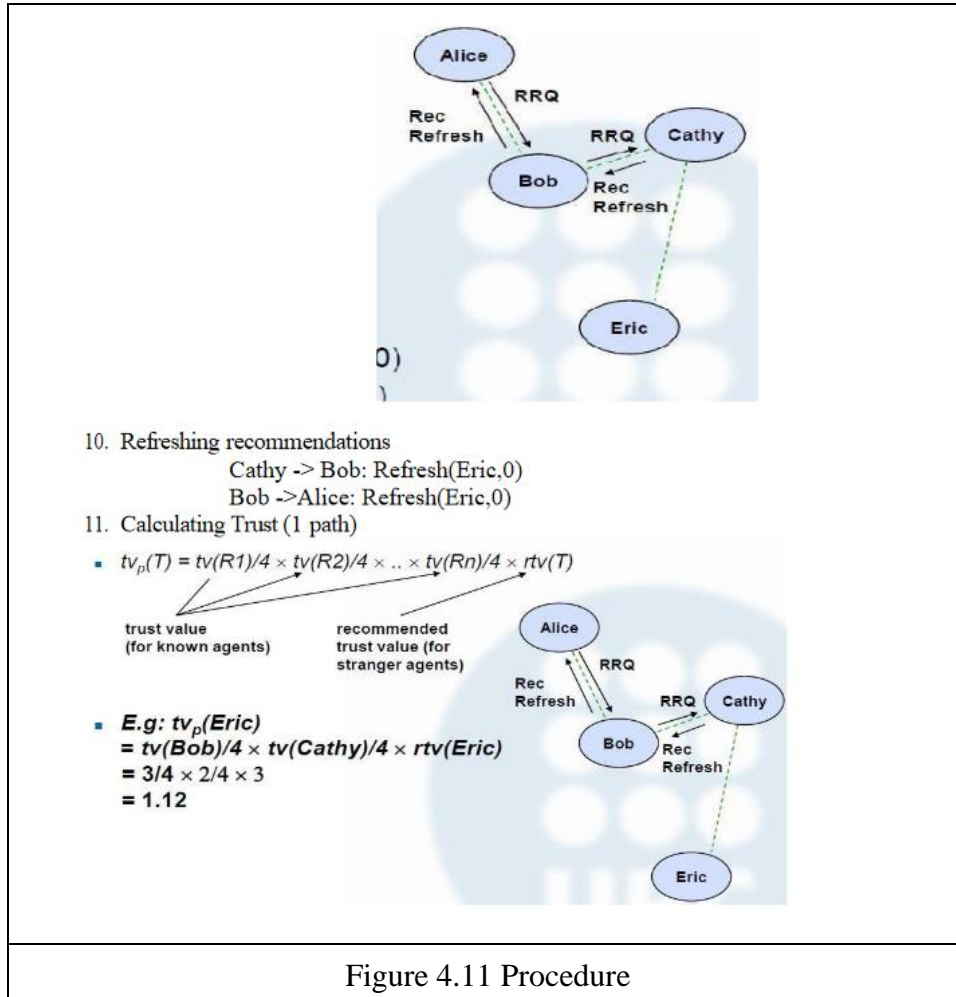 Alice
RRQ
Rec
Refresh
RRQ
Cathy
Bob
Rec
Refresh
Eric
0)
)
10. Refreshing recommendations
Cathy -> Bob: Refresh(Eric,0)
Bob ->Alice: Refresh(Eric,0)
11. Calculating Trust (1 path)
▪ tvp(T) = tv(R1)/4 × tv(R2)/4 × .. × tv(Rn)/4 × rtv(T)
trust value
(for known agents)
recommended
trust value (for
stranger agents)
Alice
RRQ
Rec
Refresh
RRQ
Cathy
Bob
Rec
Refresh
Eric
▪ E.g: tvp(Eric)
= tv(Bob)/4 × tv(Cathy)/4 × rtv(Eric)
= 3/4 × 2/4 × 3
= 1.12
Figure 4.11 Procedure